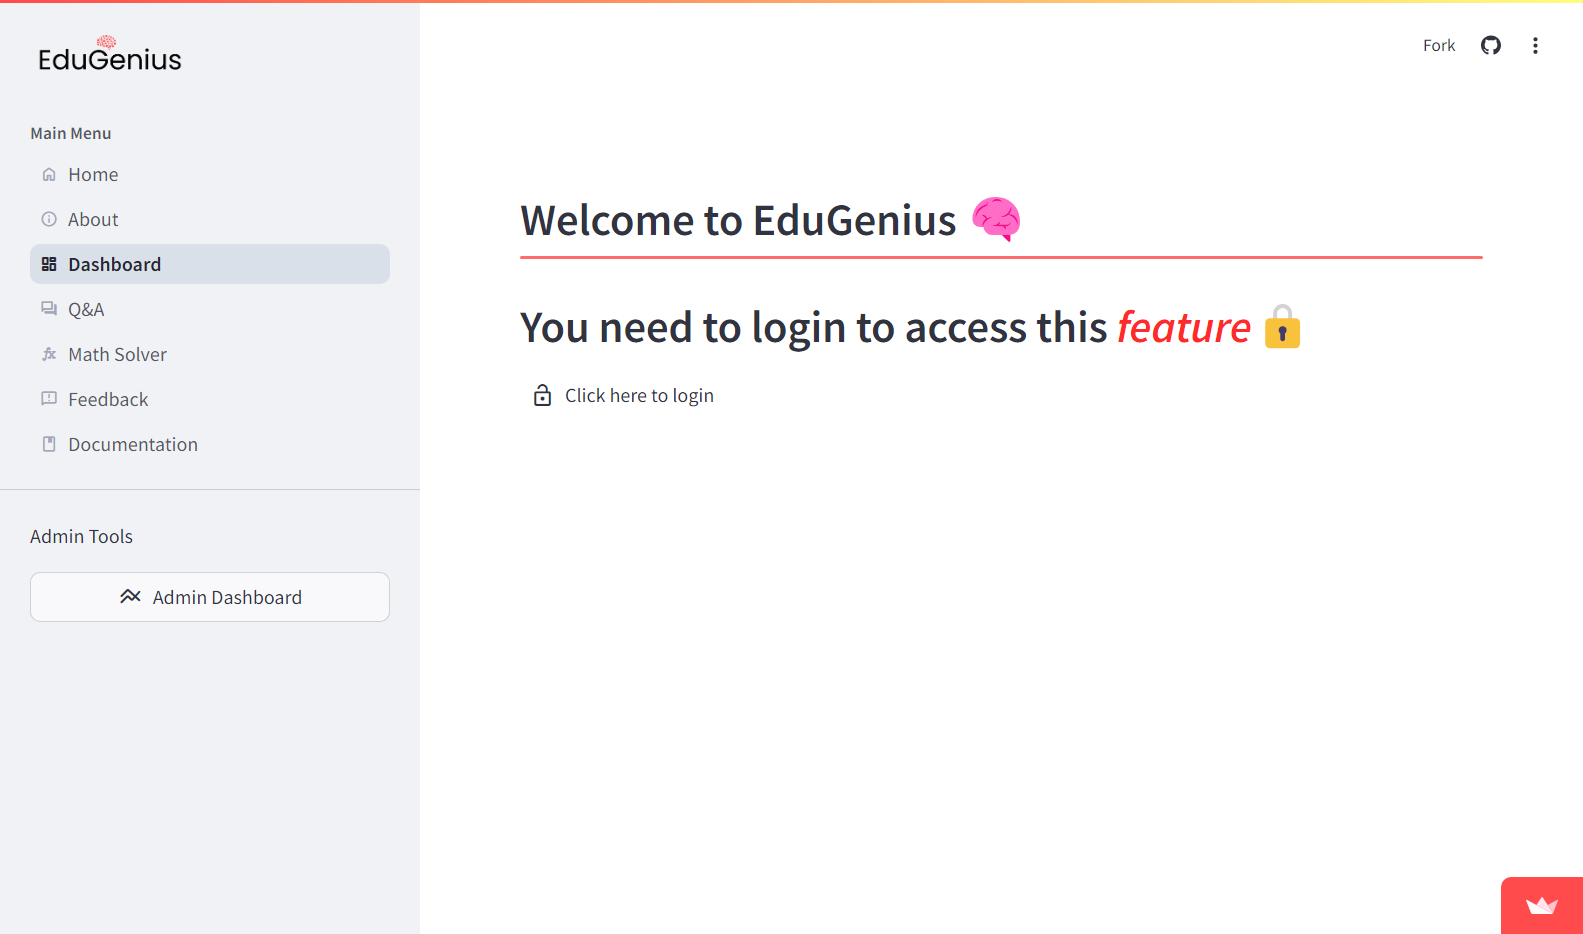 EduGenius
Main Menu
Home
About
Dashboard
Q&A
Math Solver
Feedback
Documentation
Admin Tools
Admin Dashboard
Fork
Welcome to EduGenius
You need to login to access this feature
Click here to login